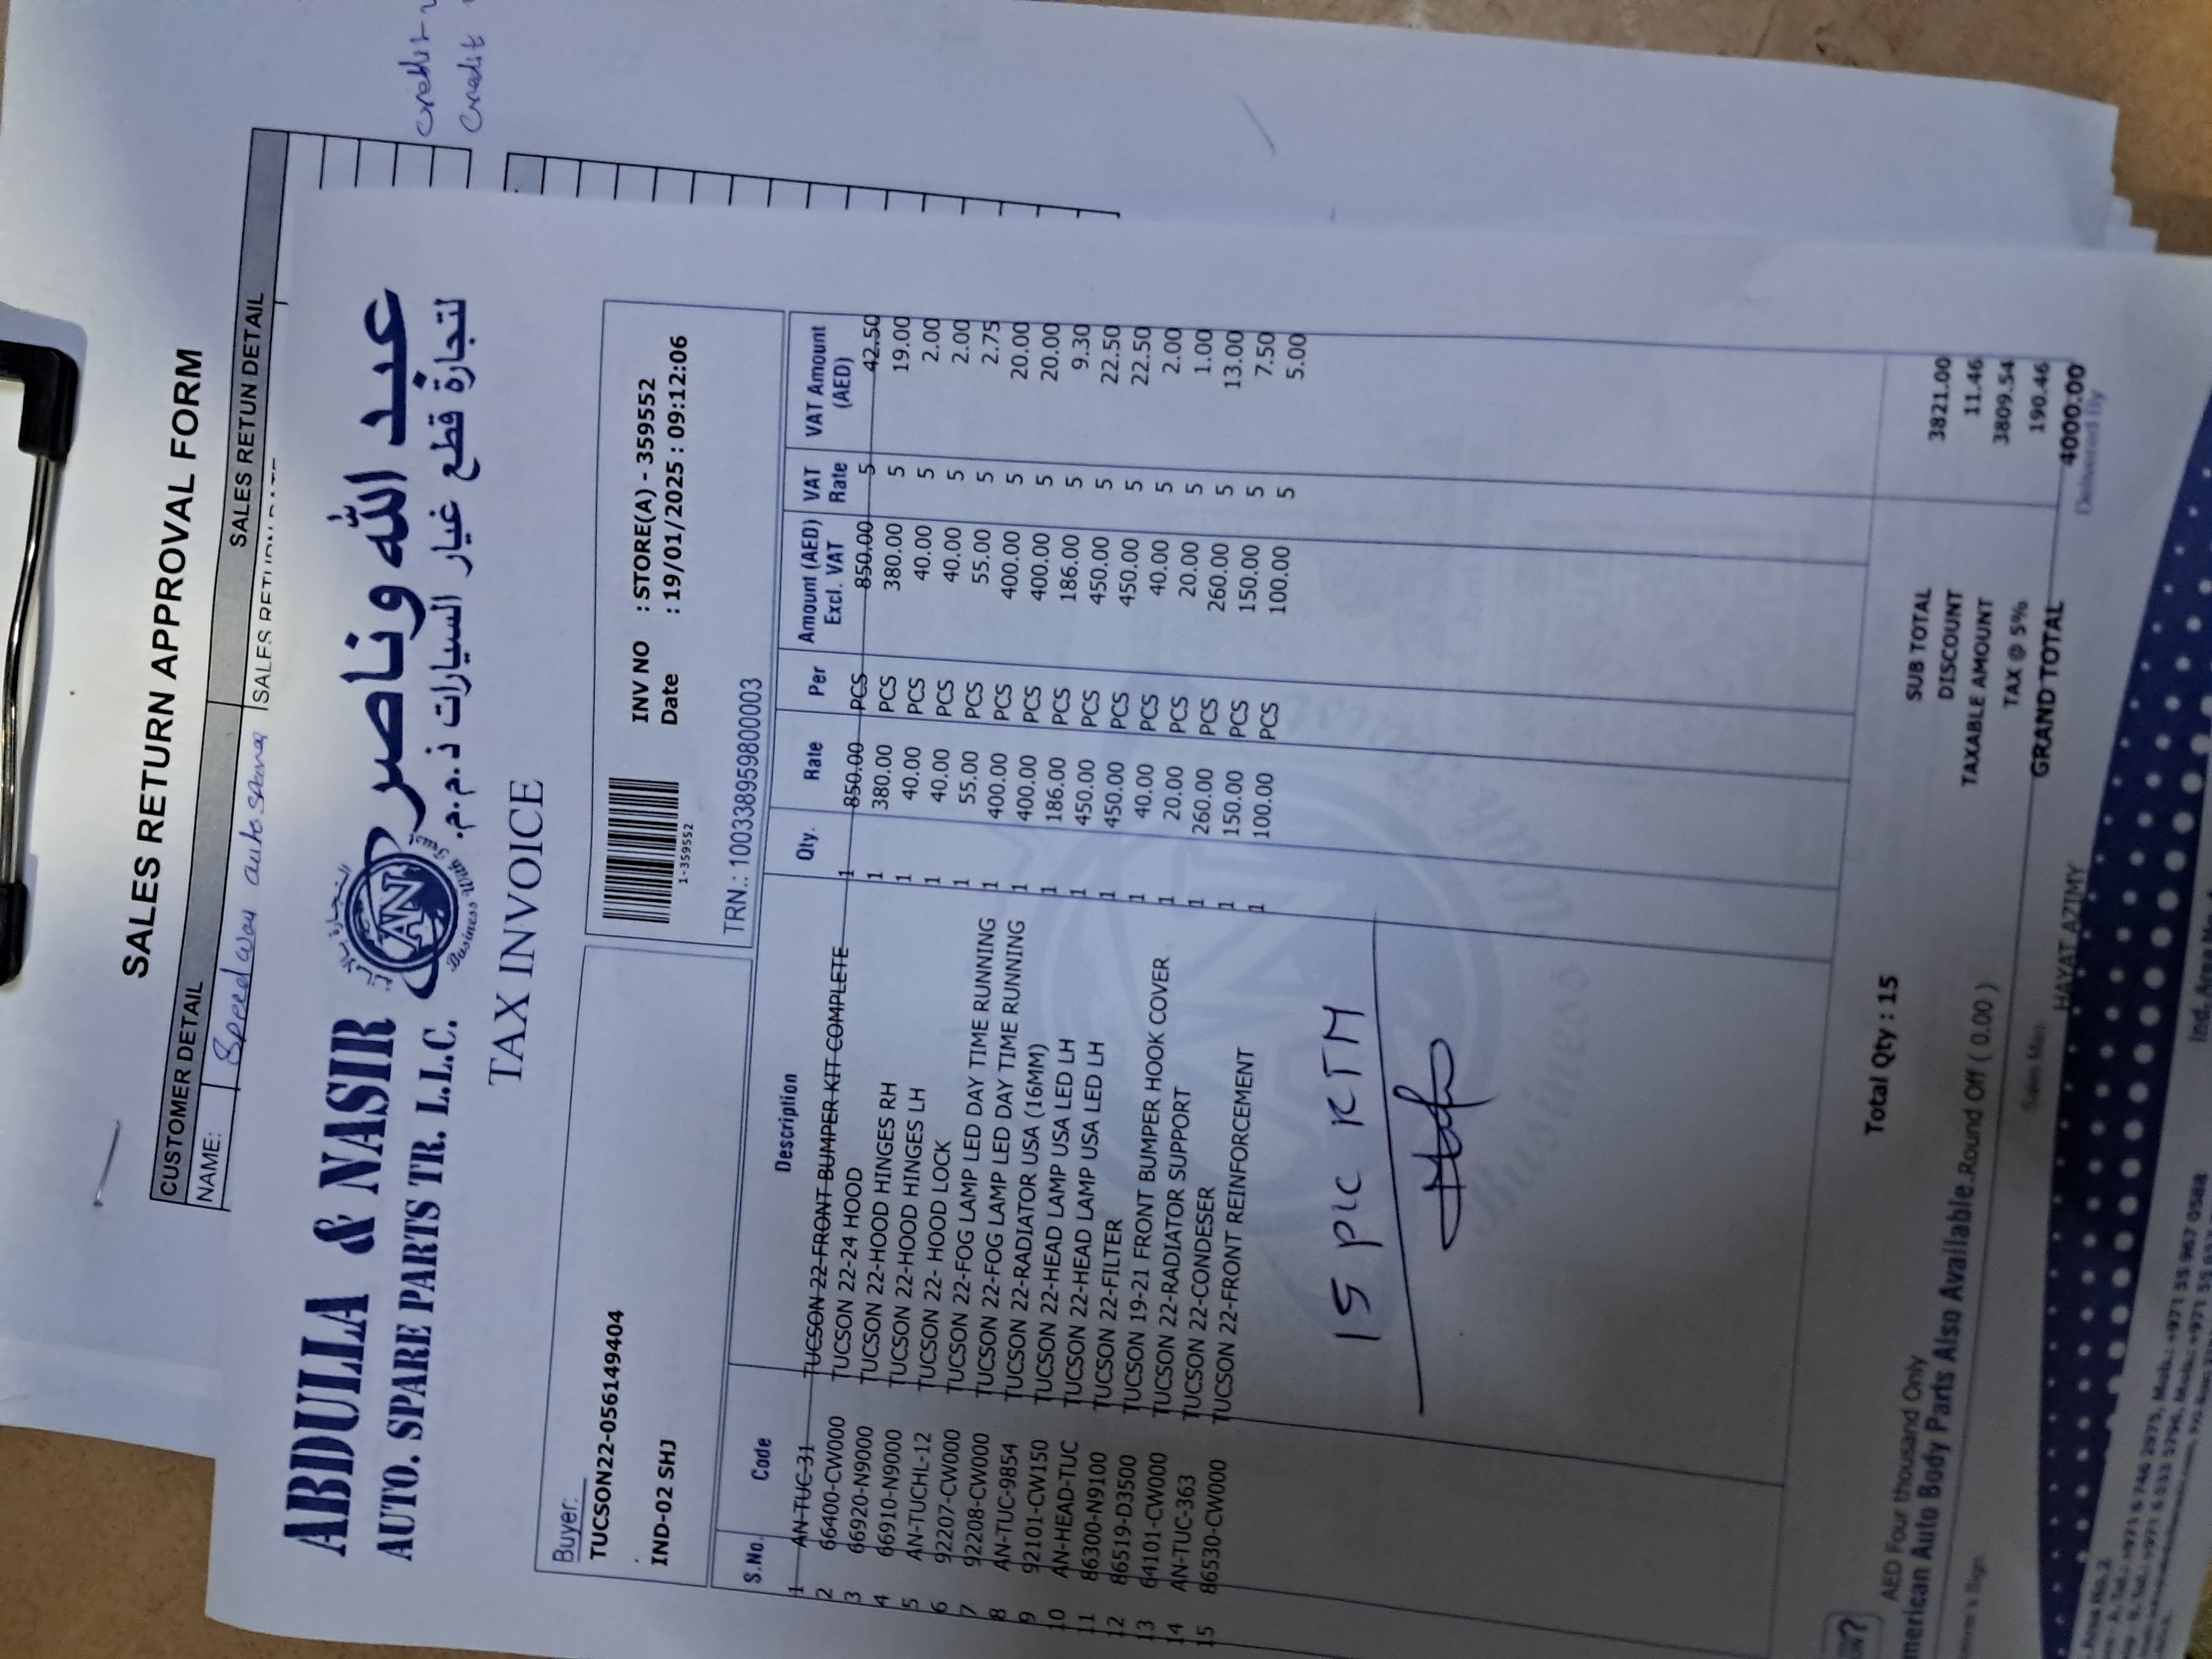 SALES RETURN APPROVAL FORM
CUSTOMER DETAIL
SALES RETUN DETAIL
NAME: Speed way auto
SALES RETURN DATE
Credit
ABDULLA & NASIR
AUTO. SPARE PARTS TR. L.L.C.
AN
Business With Trust
عبد الله وناصر
لتجارة قطع غيار السيارات ذ.م.م.
TAX INVOICE
Buyer:
TUCSON22-056149404
IND-02 SHJ
1-359552
INV NO : STORE(A) - 359552
Date : 19/01/2025 : 09:12:06
TRN.: 100338959800003
S.No. Code Description Qty. Rate Per Amount (AED) Excl. VAT VAT Rate VAT Amount (AED)
1 AN-TUC-31 TUCSON 22-FRONT BUMPER KIT COMPLETE 1 850.00 PCS 850.00 5 42.50
2 66400-CW000 TUCSON 22-24 HOOD 1 380.00 PCS 380.00 5 19.00
3 66920-N9000 TUCSON 22-HOOD HINGES RH 1 40.00 PCS 40.00 5 2.00
4 66910-N9000 TUCSON 22-HOOD HINGES LH 1 40.00 PCS 40.00 5 2.00
5 AN-TUCHL-12 TUCSON 22- HOOD LOCK 1 55.00 PCS 55.00 5 2.75
6 92207-CW000 TUCSON 22-FOG LAMP LED DAY TIME RUNNING 1 400.00 PCS 400.00 5 20.00
7 92208-CW000 TUCSON 22-FOG LAMP LED DAY TIME RUNNING 1 400.00 PCS 400.00 5 20.00
8 AN-TUC-9854 TUCSON 22-RADIATOR USA (16MM) 1 186.00 PCS 186.00 5 9.30
9 92101-CW150 TUCSON 22-HEAD LAMP USA LED LH 1 450.00 PCS 450.00 5 22.50
10 AN-HEAD-TUC TUCSON 22-HEAD LAMP USA LED LH 1 450.00 PCS 450.00 5 22.50
11 86300-N9100 TUCSON 22-FILTER 1 40.00 PCS 40.00 5 2.00
12 86519-D3500 TUCSON 19-21 FRONT BUMPER HOOK COVER 1 20.00 PCS 20.00 5 1.00
13 64101-CW000 TUCSON 22-RADIATOR SUPPORT 1 260.00 PCS 260.00 5 13.00
14 AN-TUC-363 TUCSON 22-CONDESER 1 150.00 PCS 150.00 5 7.50
15 86530-CW000 TUCSON 22-FRONT REINFORCEMENT 1 100.00 PCS 100.00 5 5.00
15 PIC RTM
Total Qty : 15
SUB TOTAL 3821.00
DISCOUNT 11.46
TAXABLE AMOUNT 3809.54
TAX @ 5% 190.46
GRAND TOTAL 4000.00
AED Four thousand Only
merican Auto Body Parts Also Available.Round Off ( 0.00 )
Sales Man HAYAT AZIMY
Delivered By